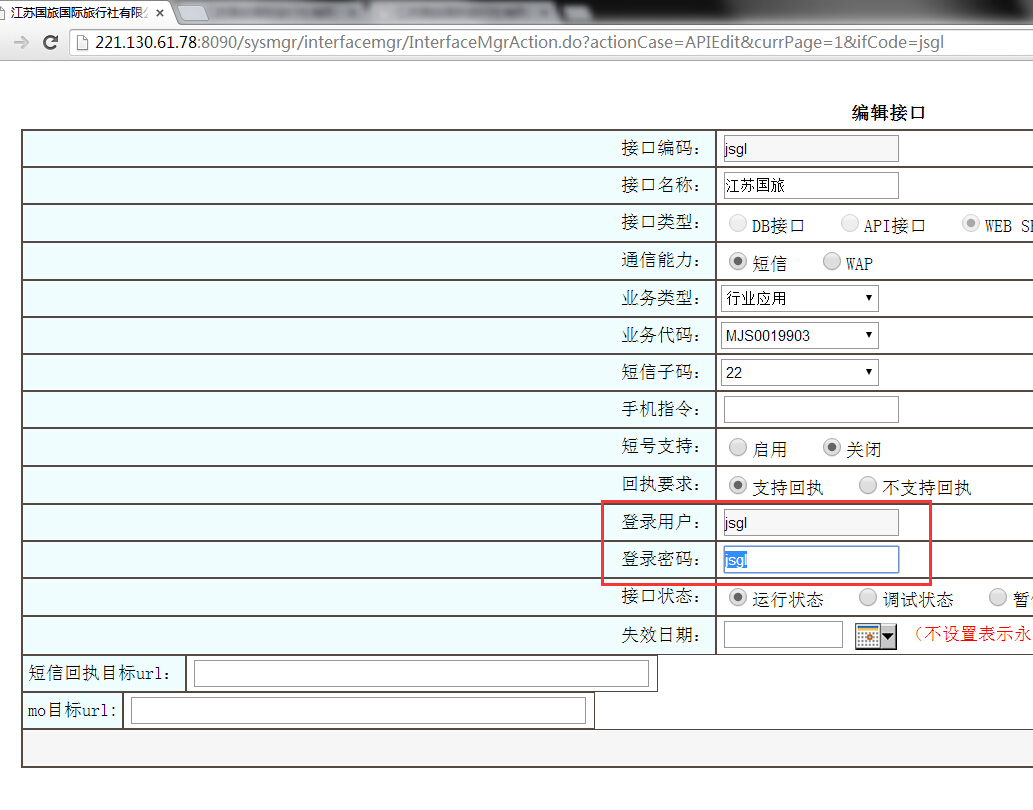 江苏国旅国际旅行社有限
221.130.61.78:8090/sysmgr/interfacemgr/InterfaceMgrAction.do?actionCase=APIEdit&currPage=1&ifCode=jsgl
编辑接口
接口编码: jsgl
接口名称: 江苏国旅
接口类型: DB接口 API接口 WEB
通信能力: 短信 WAP
业务类型: 行业应用
业务代码: MJS0019903
短信子码: 22
手机指令:
短号支持: 启用 关闭
回执要求: 支持回执 不支持回执
登录用户: jsgl
登录密码: jsgl
接口状态: 运行状态 调试状态 暂
失效日期: (不设置表示永
短信回执目标url:
mo目标url: